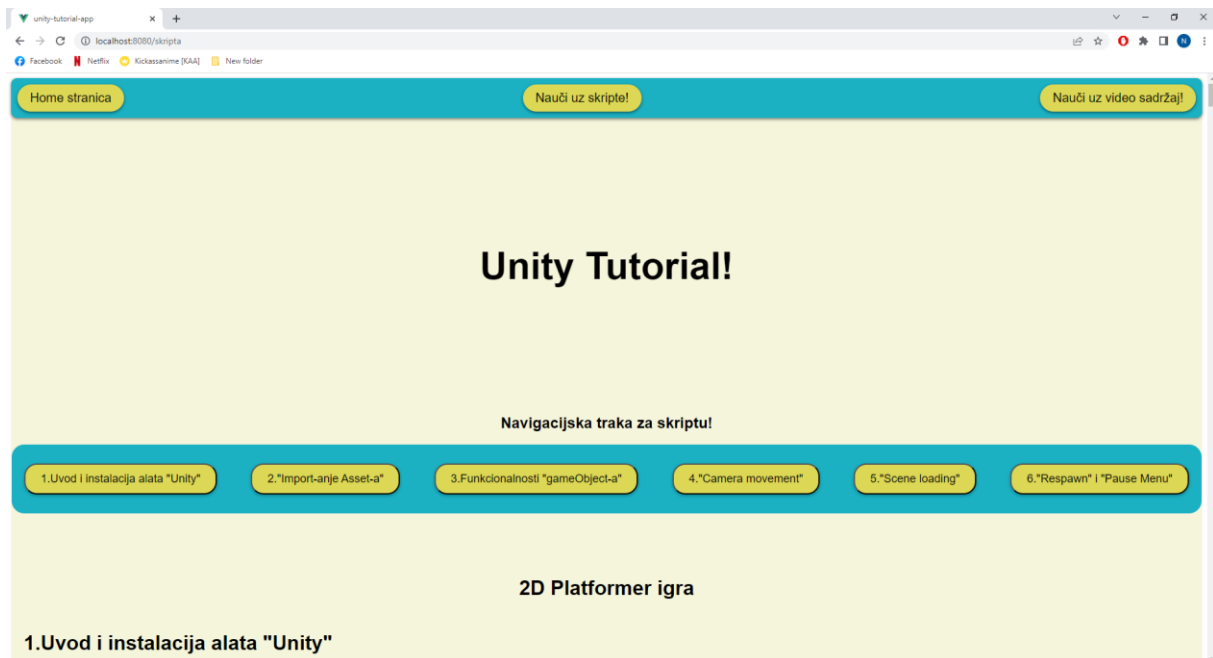 unity-tutorial-app
localhost:8080/skripta
Facebook Netflix Kickassanime [KAA] New folder
Home stranica Nauči uz skripte! Nauči uz video sadržaj!
Unity Tutorial!
Navigacijska traka za skriptu!
1.Uvod i instalacija alata "Unity" 2."Import-anje Asset-a" 3.Funkcionalnosti "gameObject-a" 4."Camera movement" 5."Scene loading" 6."Respawn" i "Pause Menu"
2D Platformer igra
1.Uvod i instalacija alata "Unity"